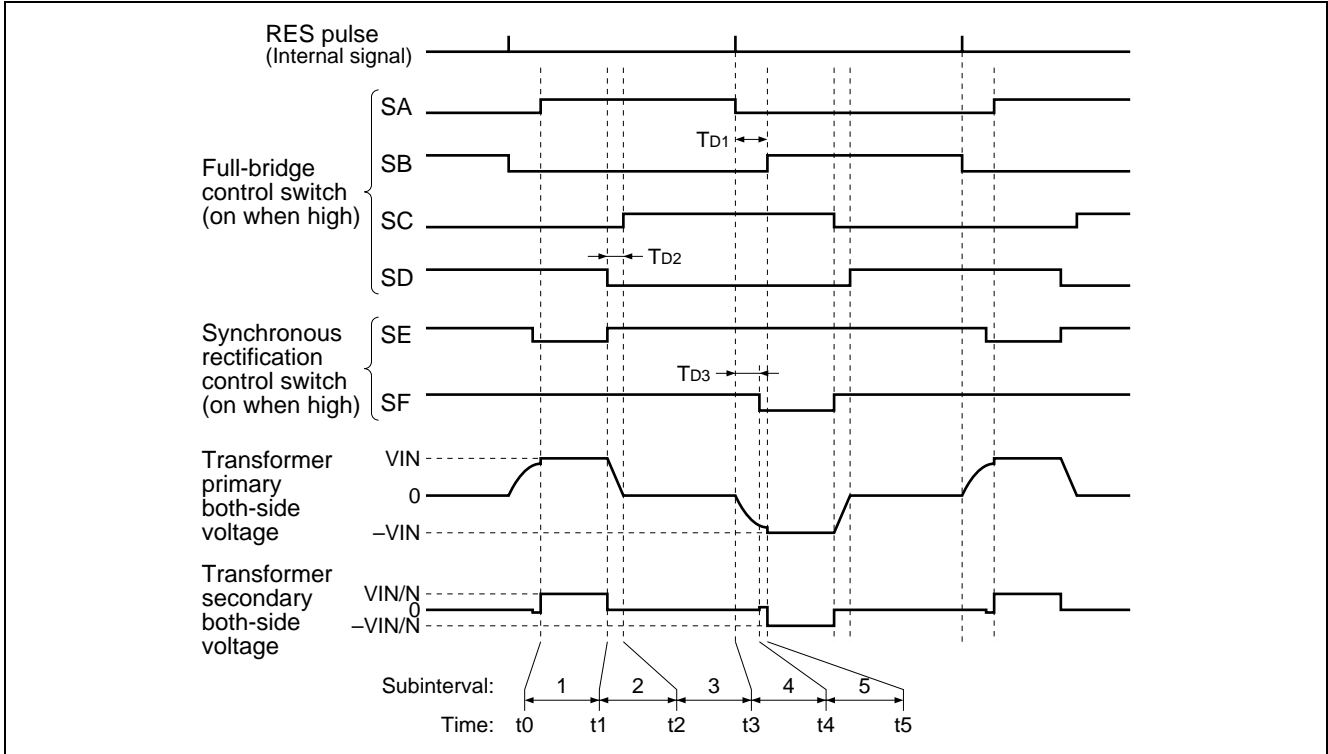 RES pulse
(Internal signal)
Full-bridge
control switch
(on when high)
SA
TD1
SB
SC
TD2
SD
Synchronous
rectification
control switch
(on when high)
SE
TD3
SF
Transformer
primary
both-side
voltage
VIN
0
–VIN
Transformer
secondary
both-side
voltage
VIN/N
0
–VIN/N
Subinterval: 1 2 3 4 5
Time: t0 t1 t2 t3 t4 t5